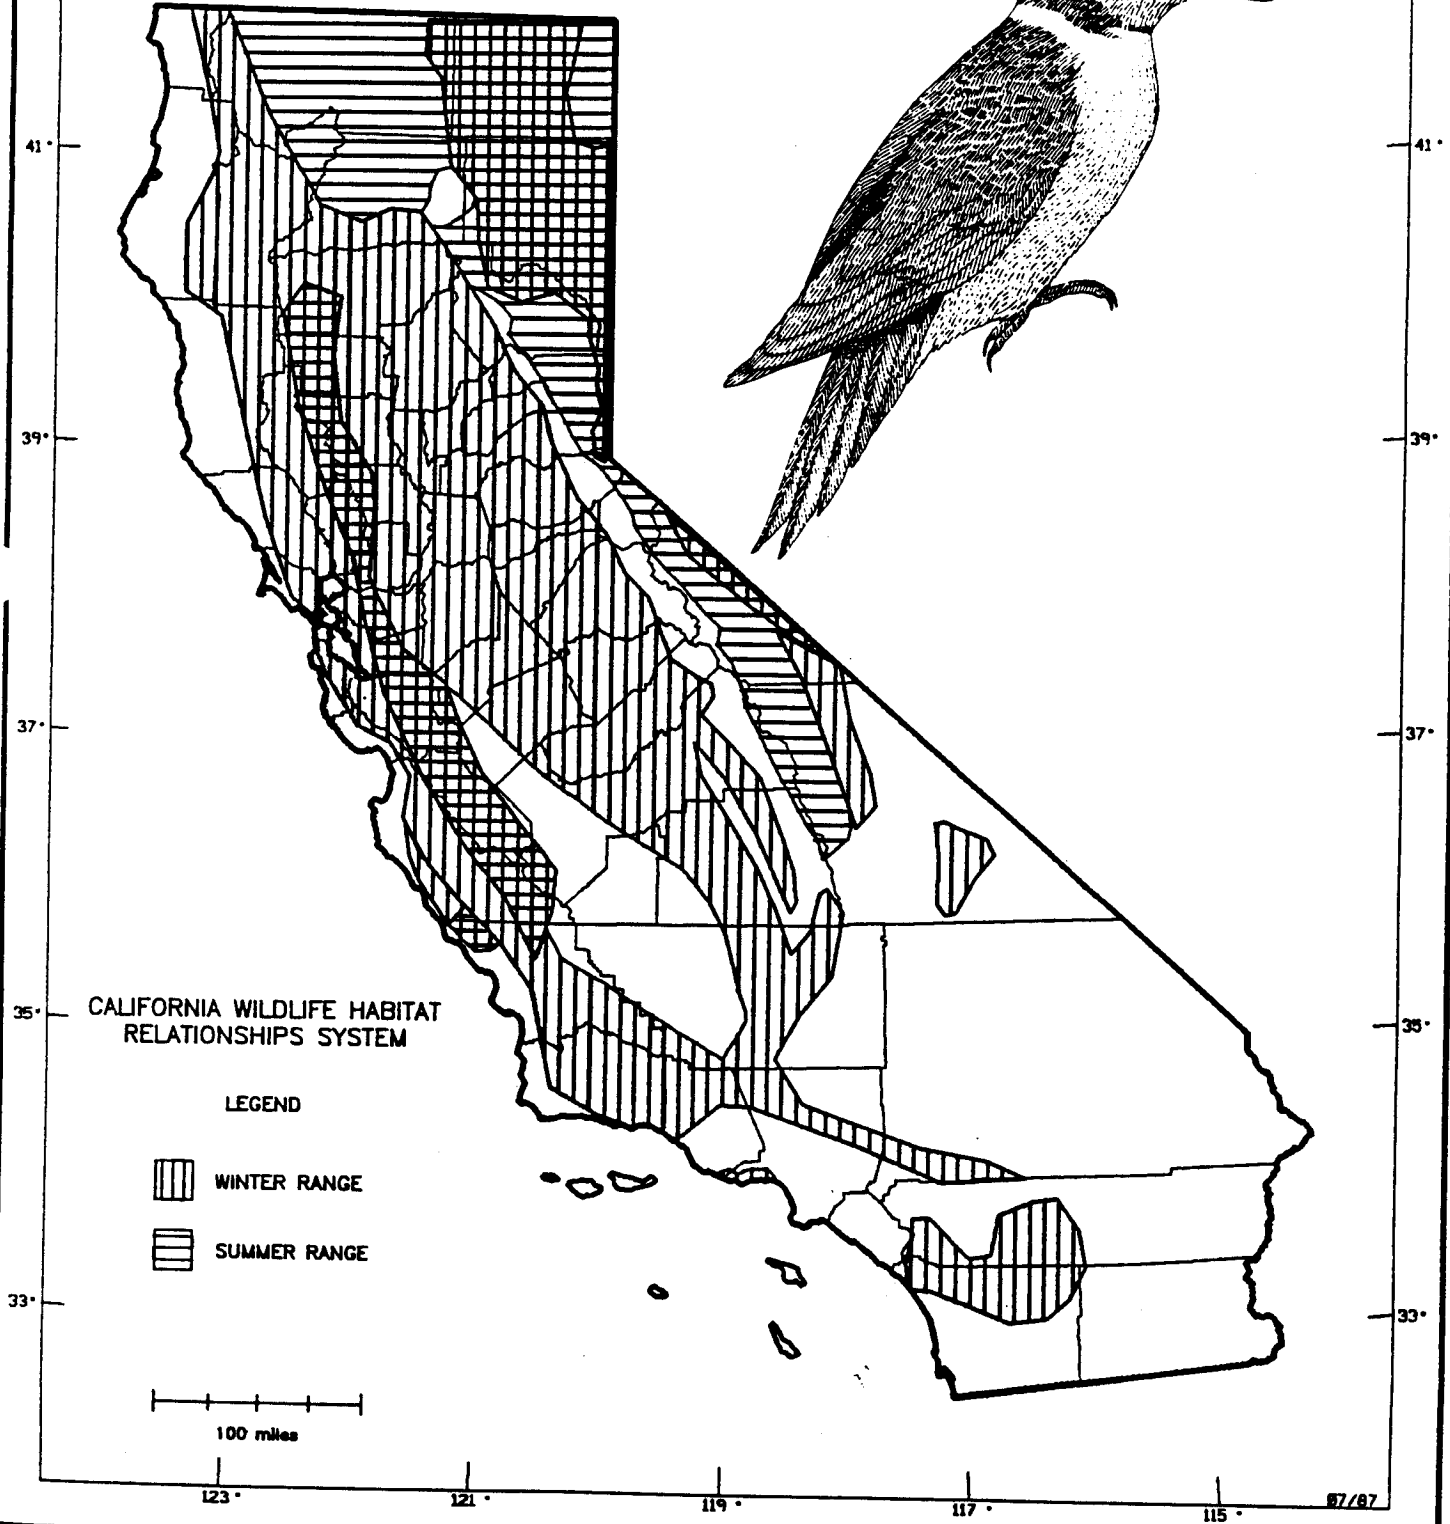 41°
41°
39°
39°
37°
37°
35°
35°
33°
33°
CALIFORNIA WILDLIFE HABITAT
RELATIONSHIPS SYSTEM
LEGEND
WINTER RANGE
SUMMER RANGE
100 miles
123°
121°
119°
117°
115°
07/87